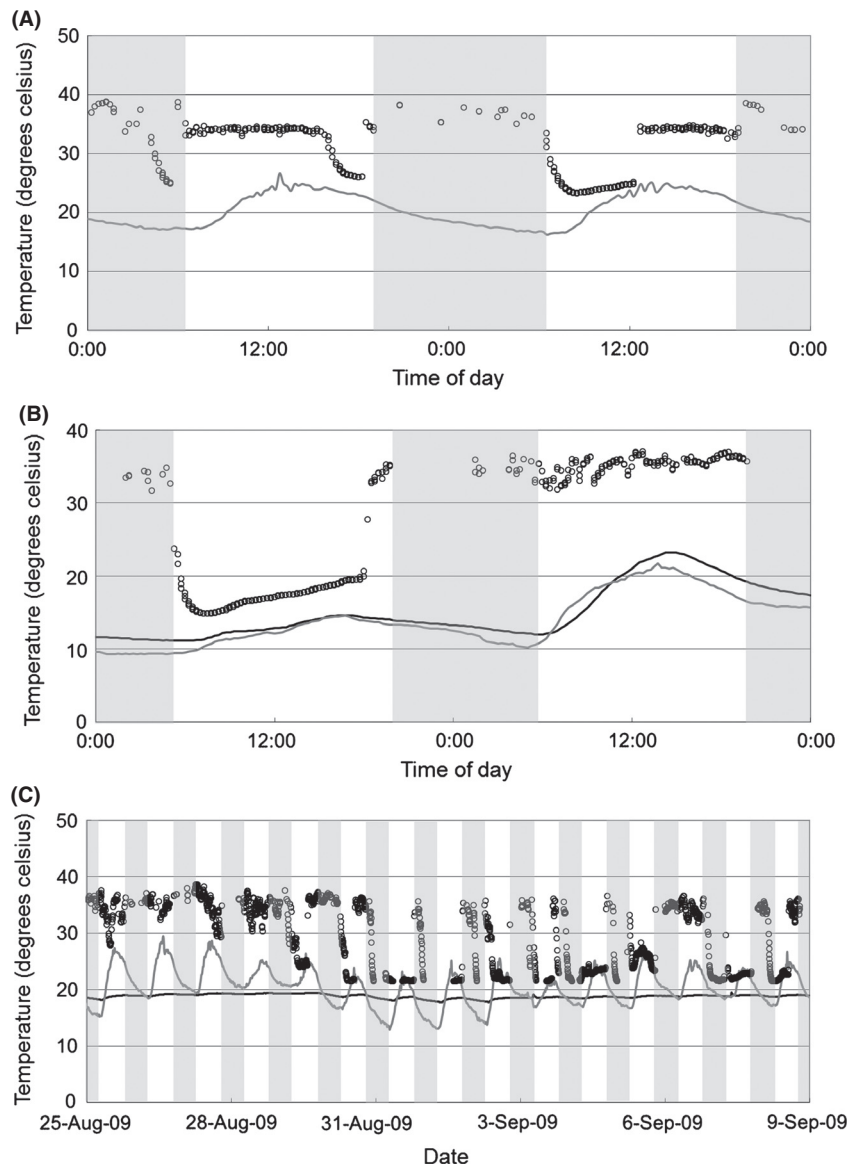 (A)
Temperature (degrees celsius)
50
40
30
20
10
0
0:00 12:00 0:00 12:00 0:00
Time of day
(B)
Temperature (degrees celsius)
40
30
20
10
0
0:00 12:00 0:00 12:00 0:00
Time of day
(C)
Temperature (degrees celsius)
50
40
30
20
10
0
25-Aug-09 28-Aug-09 31-Aug-09 3-Sep-09 6-Sep-09 9-Sep-09
Date